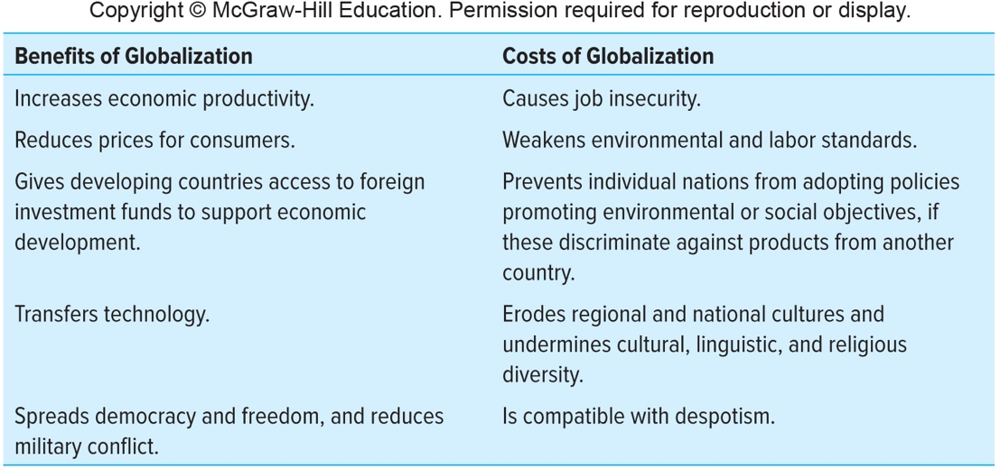 Copyright © McGraw-Hill Education. Permission required for reproduction or display.
Benefits of Globalization
Costs of Globalization
Increases economic productivity.
Causes job insecurity.
Reduces prices for consumers.
Weakens environmental and labor standards.
Gives developing countries access to foreign
investment funds to support economic
development.
Prevents individual nations from adopting policies
promoting environmental or social objectives, if
these discriminate against products from another
country.
Transfers technology.
Erodes regional and national cultures and
undermines cultural, linguistic, and religious
diversity.
Spreads democracy and freedom, and reduces
military conflict.
Is compatible with despotism.